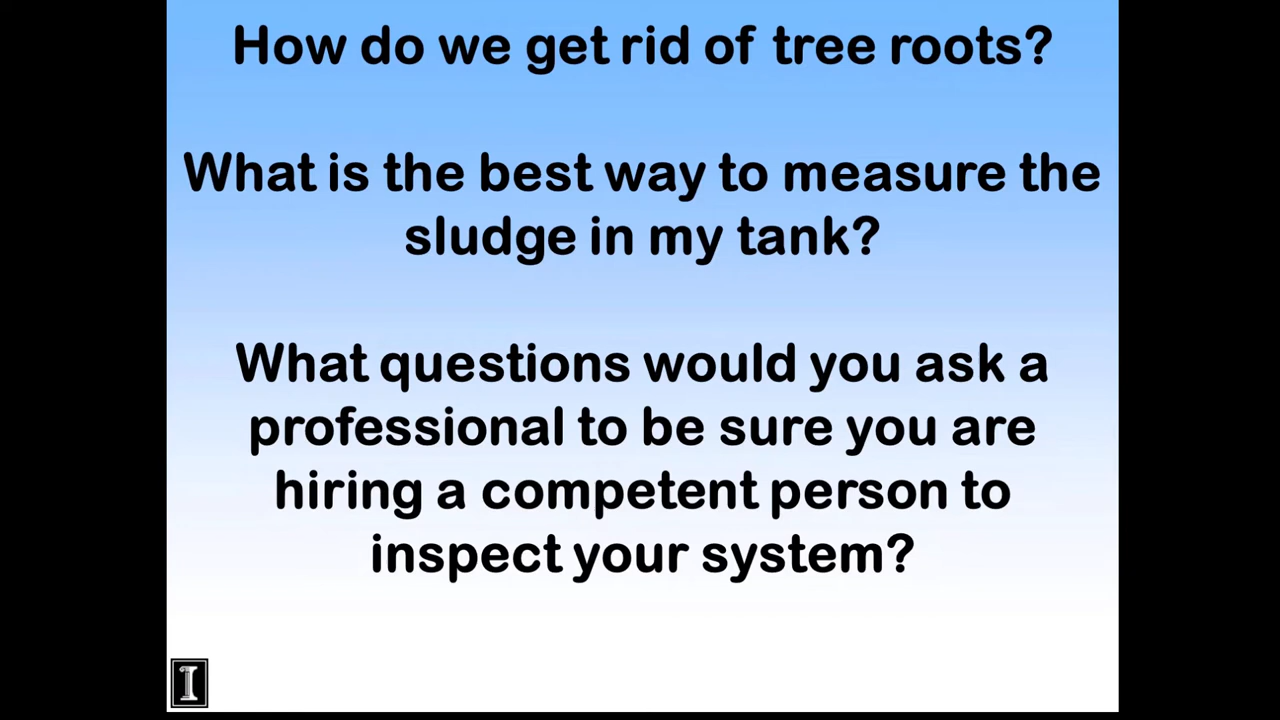 How do we get rid of tree roots?
What is the best way to measure the
sludge in my tank?
What questions would you ask a
professional to be sure you are
hiring a competent person to
inspect your system?
I